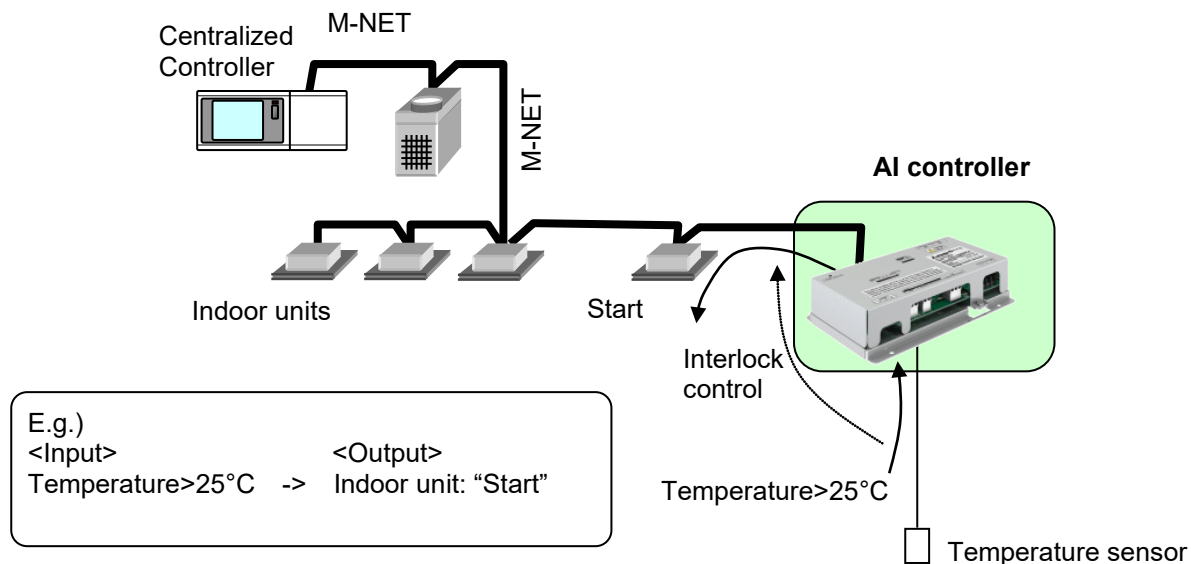 M-NET
Centralized
Controller
M-NET
AI controller
Indoor units
Start
Interlock
control
E.g.)
<Input> <Output>
Temperature>25°C -> Indoor unit: “Start”
Temperature>25°C
Temperature sensor